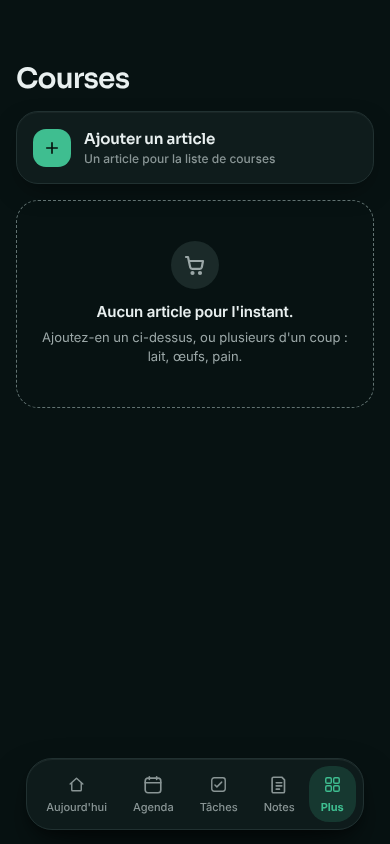 Courses
Ajouter un article
Un article pour la liste de courses
Aucun article pour l'instant.
Ajoutez-en un ci-dessus, ou plusieurs d'un coup :
lait, œufs, pain.
Aujourd'hui
Agenda
Tâches
Notes
Plus